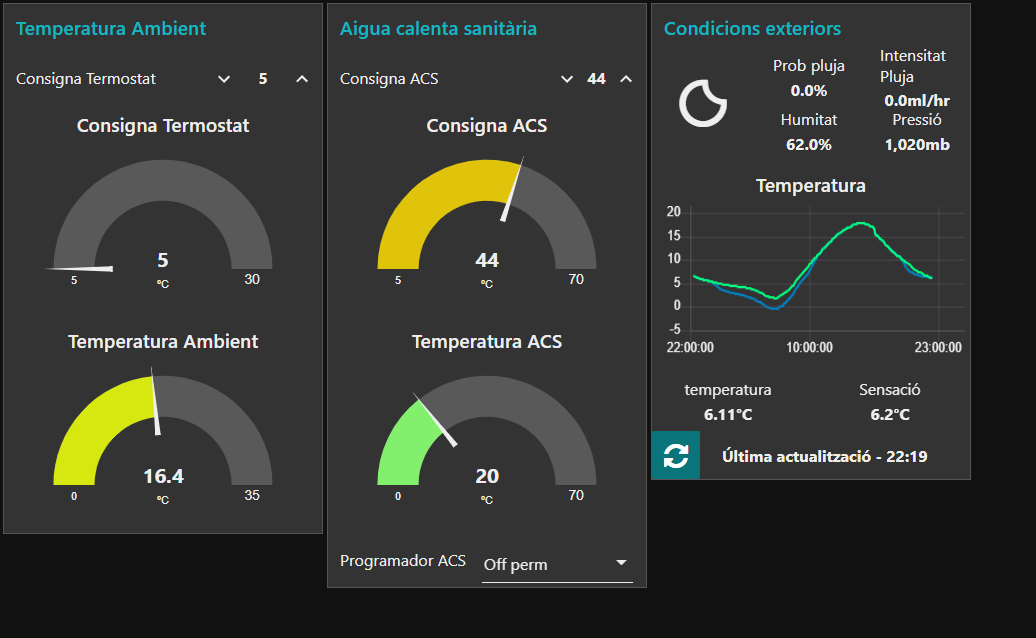 Temperatura Ambient
Consigna Termostat 5
Consigna Termostat
5
5 30
ºC
Temperatura Ambient
16.4
0 35
ºC
Aigua calenta sanitària
Consigna ACS 44
Consigna ACS
44
5 70
ºC
Temperatura ACS
20
0 70
ºC
Programador ACS Off perm
Condicions exteriors
Prob pluja
0.0%
Humitat
62.0%
Intensitat
Pluja
0.0ml/hr
Pressió
1,020mb
Temperatura
20
15
10
5
0
-5
22:00:00 10:00:00 23:00:00
temperatura Sensació
6.11°C 6.2°C
Última actualització - 22:19